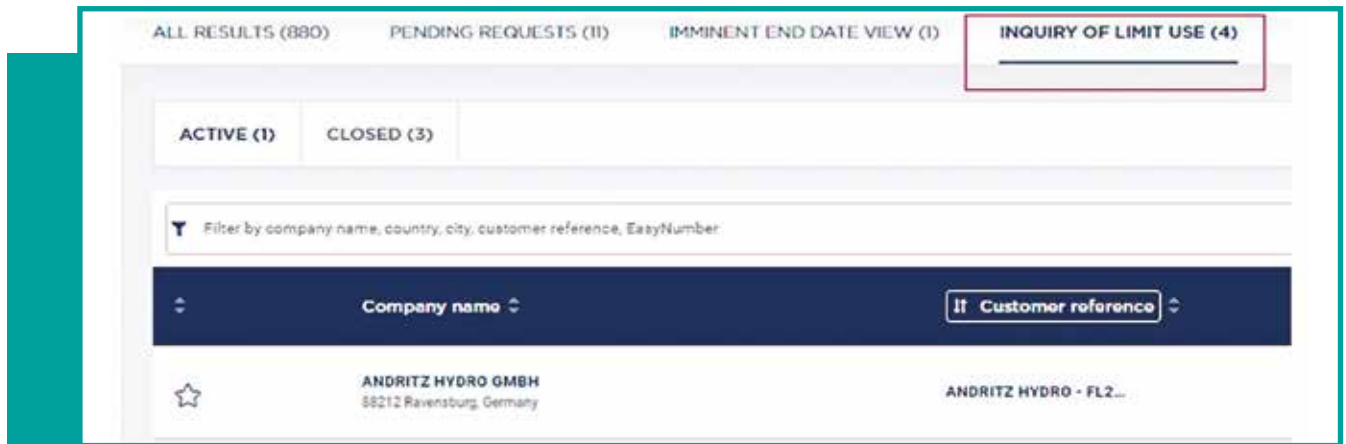 ALL RESULTS (880) PENDING REQUESTS (11) IMMINENT END DATE VIEW (1) INQUIRY OF LIMIT USE (4)
ACTIVE (1) CLOSED (3)
Filter by company name, country, city, customer reference, EasyNumber
Company name Customer reference
ANDRITZ HYDRO GMBH ANDRITZ HYDRO - FL2...
88212 Ravensburg, Germany